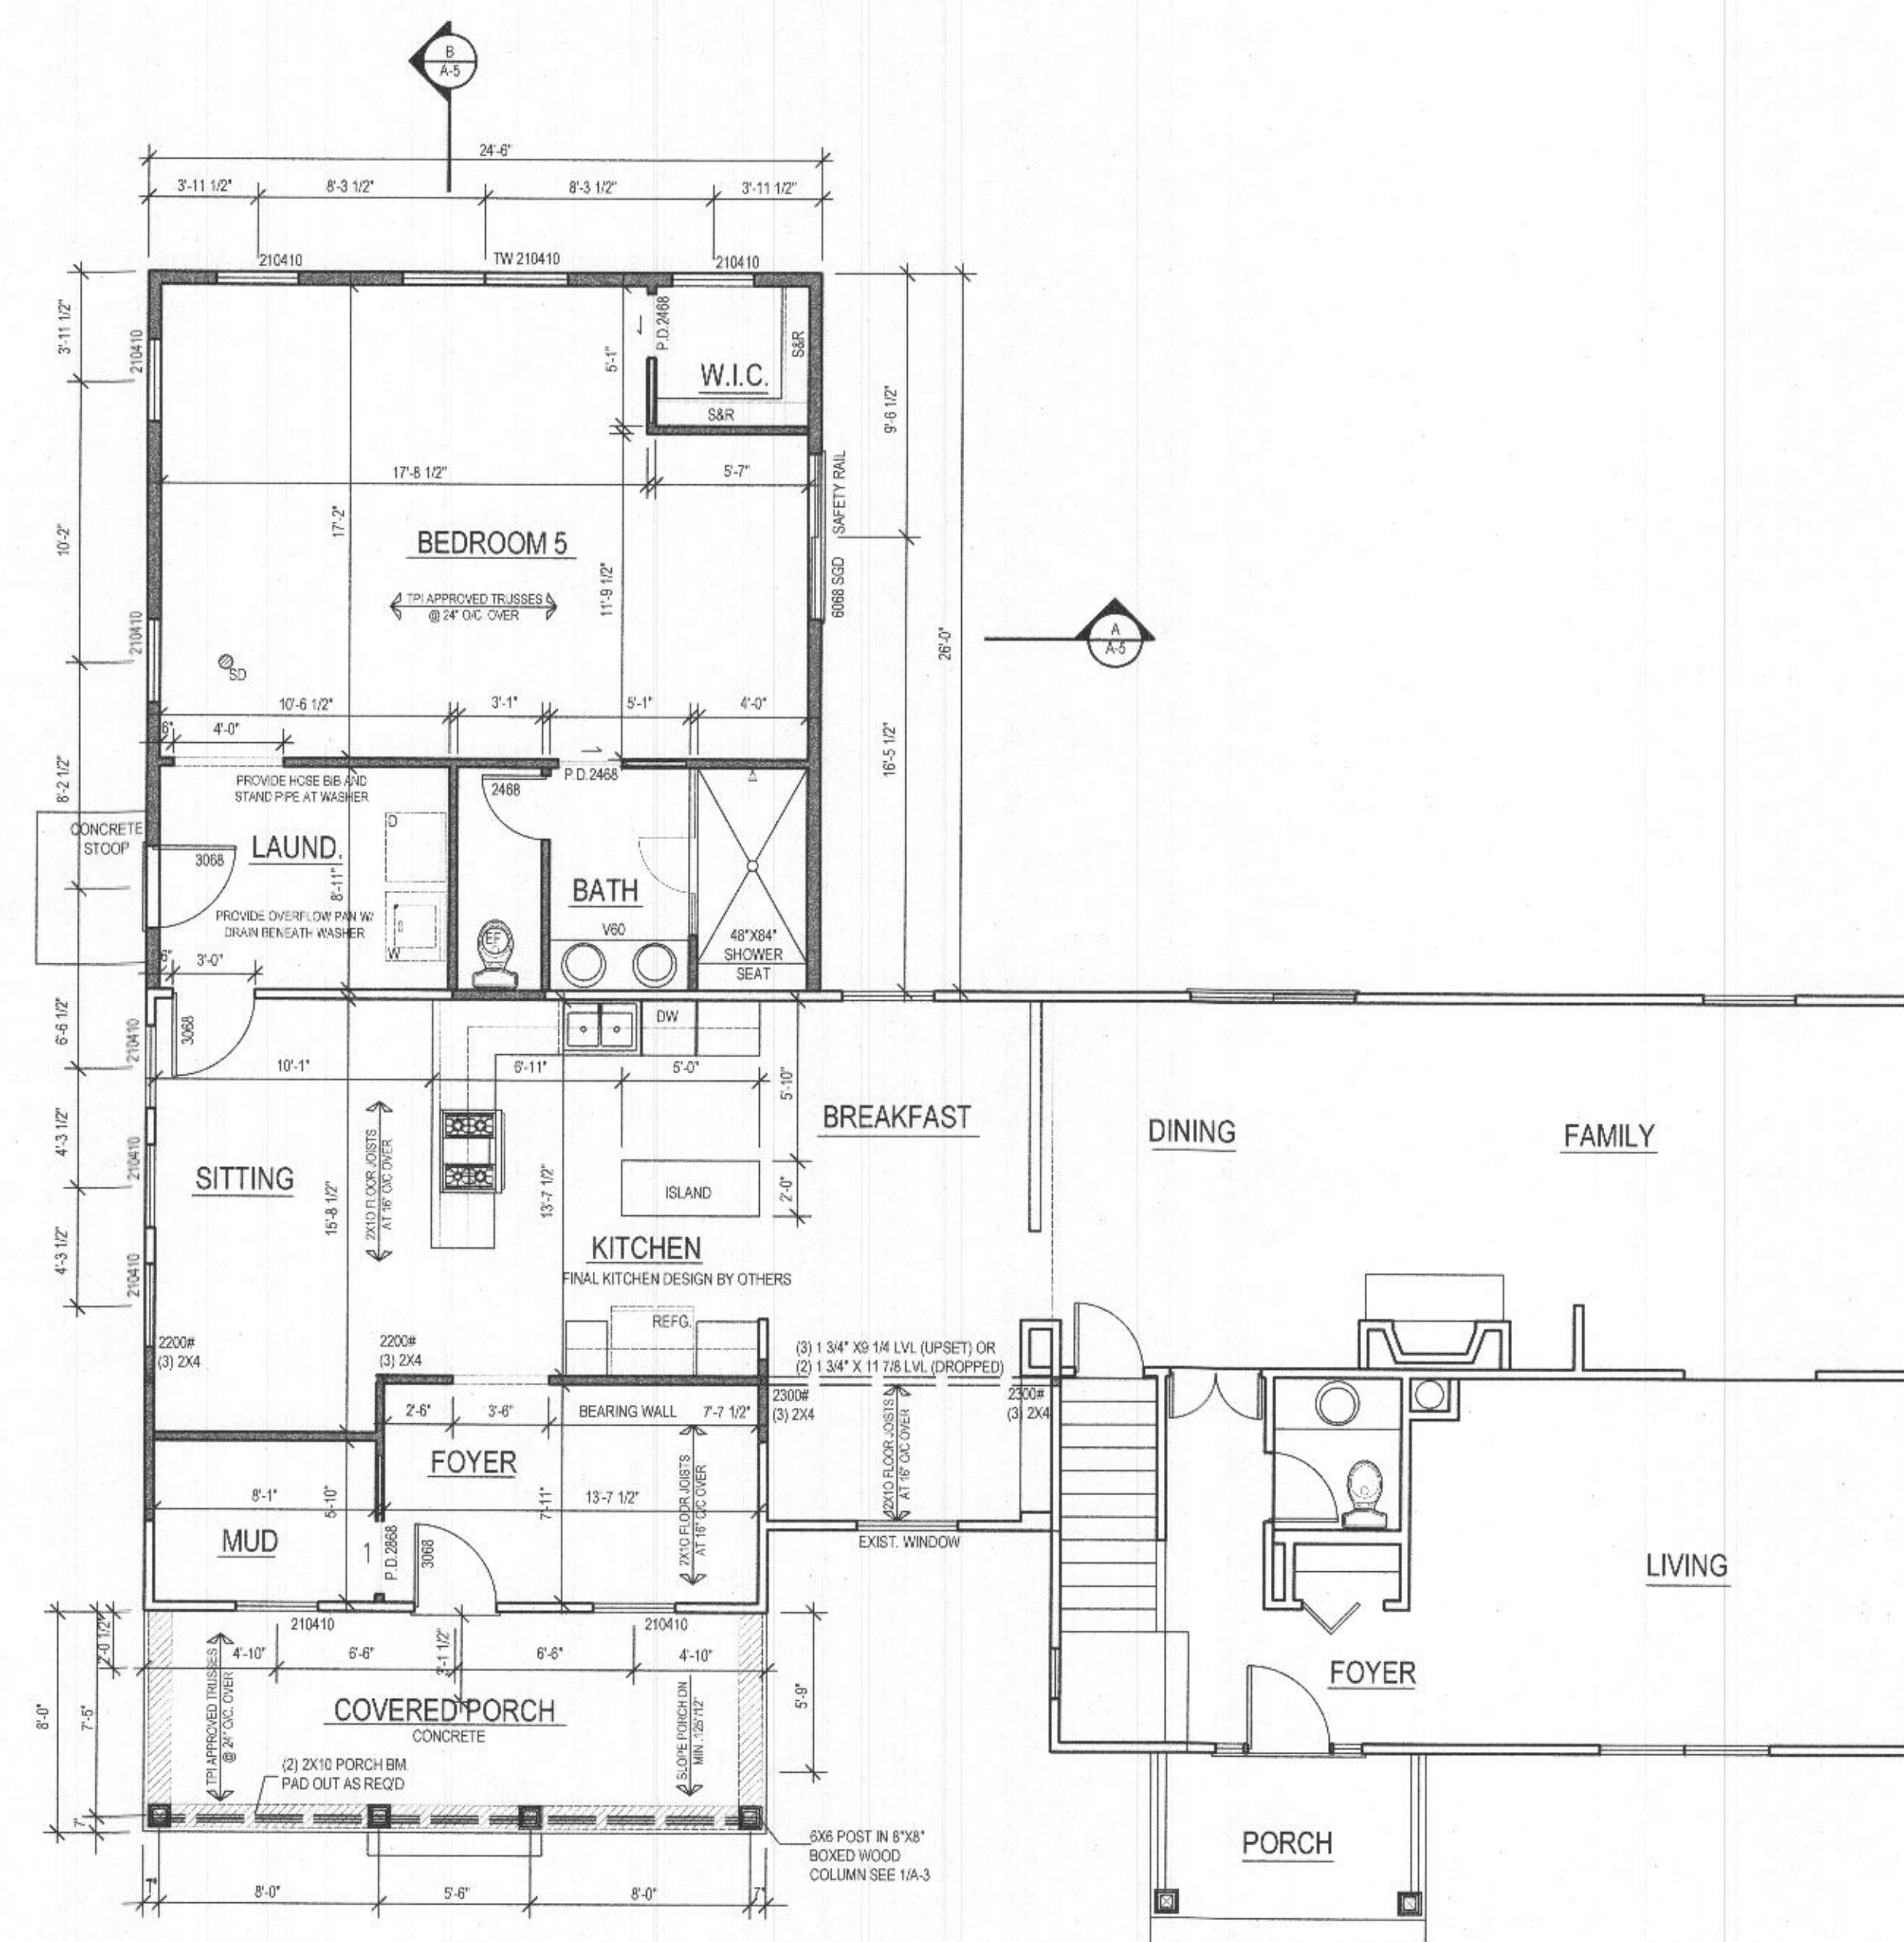 B
A-5
24'-6"
3'-11 1/2"
8'-3 1/2"
8'-3 1/2"
3'-11 1/2"
210410
TW 210410
210410
3'-11 1/2"
210410
5'-1"
P.D.2468
S&R
W.I.C.
S&R
9'-6 1/2"
17'-8 1/2"
5'-7"
SAFETY RAIL
17'-2"
10'-2"
BEDROOM 5
TPI APPROVED TRUSSES
@ 24" O/C. OVER
11'-9 1/2"
6068 SGD
26'-0"
A
A-5
210410
SD
10'-6 1/2"
3'-1"
5'-1"
4'-0"
6"
4'-0"
16'-5 1/2"
8'-2 1/2"
PROVIDE HOSE BIB AND
STAND PIPE AT WASHER
2468
P.D.2468
CONCRETE
STOOP
3068
LAUND.
D
8'-11"
BATH
PROVIDE OVERFLOW PAN W/
DRAIN BENEATH WASHER
W
EF
V60
48"X84"
SHOWER
SEAT
6"
3'-0"
6'-6 1/2"
210410
3068
DW
10'-1"
6'-11"
5'-0"
5'-10"
4'-3 1/2"
210410
BREAKFAST
DINING
FAMILY
SITTING
2X10 FLOOR JOISTS
AT 16" O/C OVER
15'-8 1/2"
13'-7 1/2"
ISLAND
2'-0"
4'-3 1/2"
210410
KITCHEN
FINAL KITCHEN DESIGN BY OTHERS
REFG.
2200#
(3) 2X4
2200#
(3) 2X4
(3) 1 3/4" X9 1/4 LVL (UPSET) OR
(2) 1 3/4" X 11 7/8 LVL (DROPPED)
2300#
(3) 2X4
2300#
(3) 2X4
2'-6"
3'-6"
BEARING WALL
7'-7 1/2"
FOYER
2X10 FLOOR JOISTS
AT 16" O/C OVER
2X10 FLOOR JOISTS
AT 16" O/C OVER
8'-1"
5'-10"
7'-11"
13'-7 1/2"
MUD
P.D.2868
3068
EXIST. WINDOW
LIVING
210410
210410
2'-0 1/2"
4'-10"
6'-6"
6'-6"
4'-10"
FOYER
8'-0"
7'-5"
TPI APPROVED TRUSSES
@ 24" O/C. OVER
COVERED PORCH
CONCRETE
SLOPE PORCH DN
MIN .125"/12"
5'-9"
(2) 2X10 PORCH BM.
PAD OUT AS REQ'D
7"
6X6 POST IN 8"X8"
BOXED WOOD
COLUMN SEE 1/A-3
PORCH
7"
8'-0"
5'-6"
8'-0"
7"